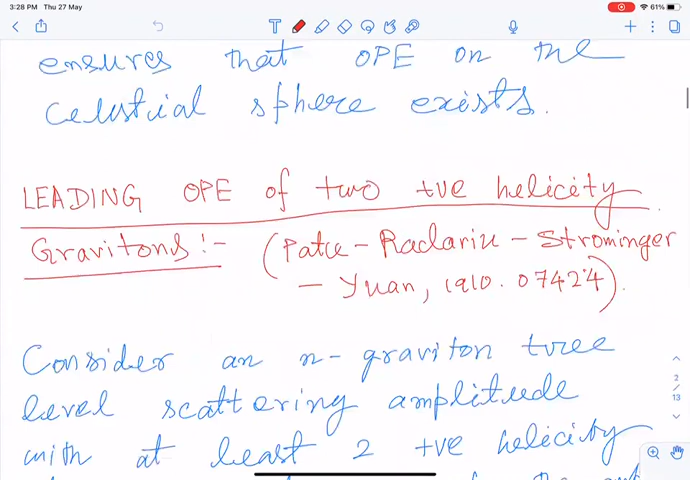 3:28 PM Thu 27 May
61%
ensures that OPE on the
celestial sphere exists.
LEADING OPE of two +ve helicity
Gravitons :-
(Pate - Raclariu - Strominger
- Yuan, 1910.07424).
Consider an n-graviton tree
level scattering amplitude
with at least 2 +ve helicity
2
13